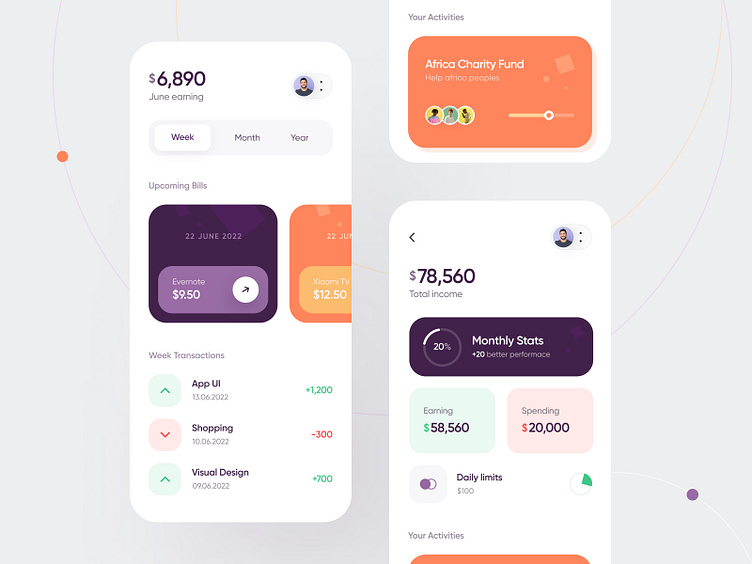 $6,890
June earning
Week
Month
Year
Upcoming Bills
22 JUNE 2022
Evernote
$9.50
22 JUN
Xiaomi TV
$12.50
Week Transactions
App UI
13.06.2022
+1,200
Shopping
10.06.2022
-300
Visual Design
09.06.2022
+700
Your Activities
Africa Charity Fund
Help africa peoples
$78,560
Total income
20%
Monthly Stats
+20 better performace
Earning
$58,560
Spending
$20,000
Daily limits
$100
Your Activities